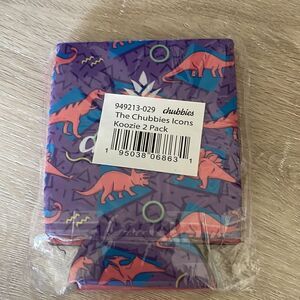 949213-029 chubbies
The Chubbies Icons
Koozie 2 Pack
1 95038 06863 1